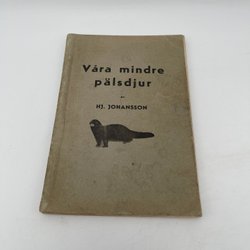 Våra mindre
pälsdjur
av
HJ. JOHANSSON